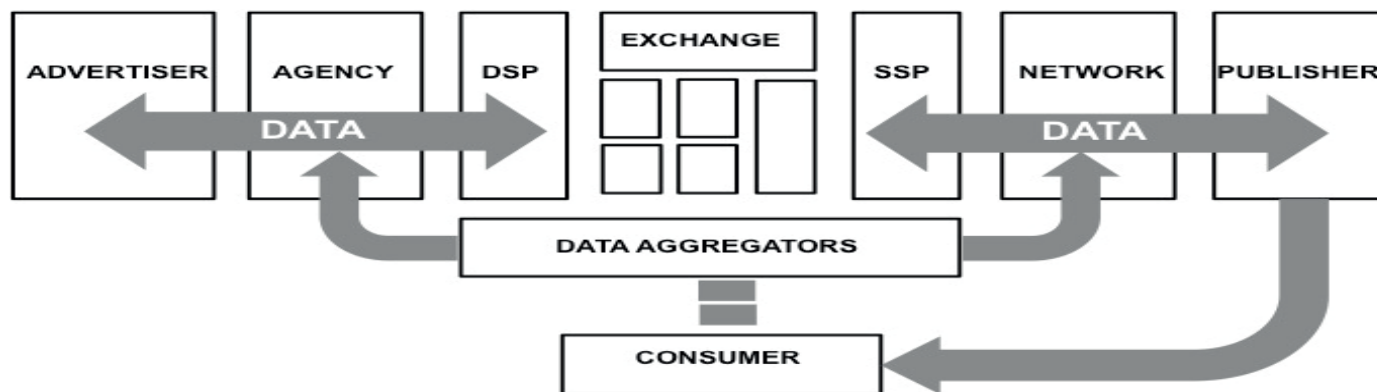 ADVERTISER
AGENCY
DSP
EXCHANGE
SSP
NETWORK
PUBLISHER
DATA
DATA
DATA AGGREGATORS
CONSUMER